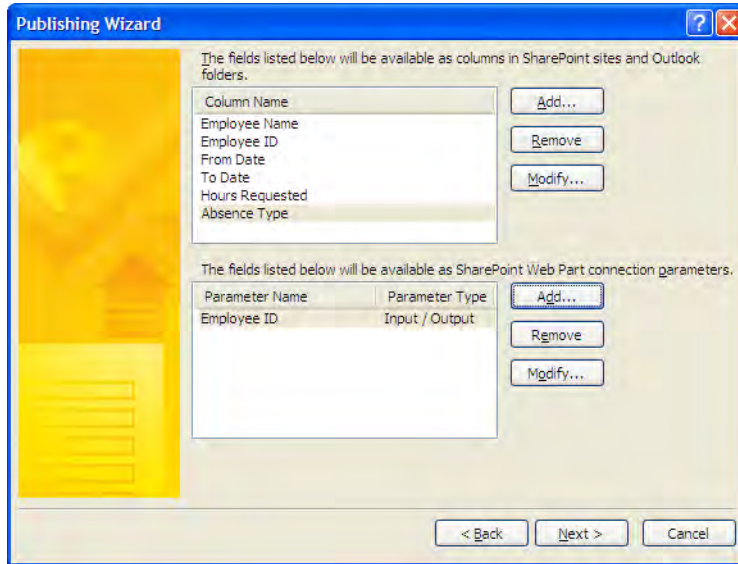 Publishing Wizard
The fields listed below will be available as columns in SharePoint sites and Outlook
folders.
Column Name
Add...
Employee Name
Employee ID
Remove
From Date
To Date
Modify...
Hours Requested
Absence Type
The fields listed below will be available as SharePoint Web Part connection parameters.
Parameter Name Parameter Type
Add...
Employee ID Input / Output
Remove
Modify...
< Back Next > Cancel